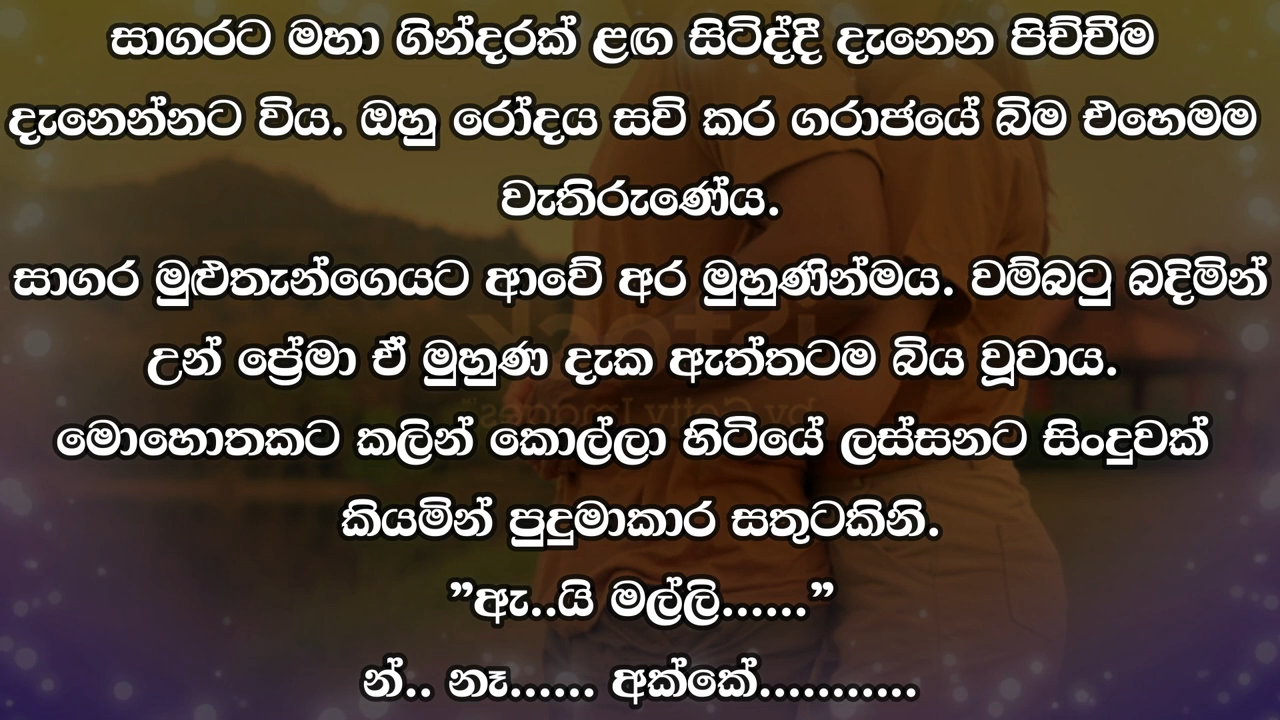 සාගරට මහා ගින්දරක් ළඟ සිටිද්දී දැනෙන පිච්චීම
දැනෙන්නට විය. ඔහු රෝදය සවි කර ගරාජයේ බිම එහෙමම
වැතිරුණේය.
සාගර මුළුතැන්ගෙයට ආවේ අර මුහුණින්මය. වම්බටු බදිමින්
උන් ප්‍රේමා ඒ මුහුණ දැක ඇත්තටම බිය වූවාය.
මොහොතකට කලින් කොල්ලා හිටියේ ලස්සනට සිංදුවක්
කියමින් පුදුමාකාර සතුටකිනි.
”ඇ..යි මල්ලි......”
න්.. නෑ...... අක්කේ...........